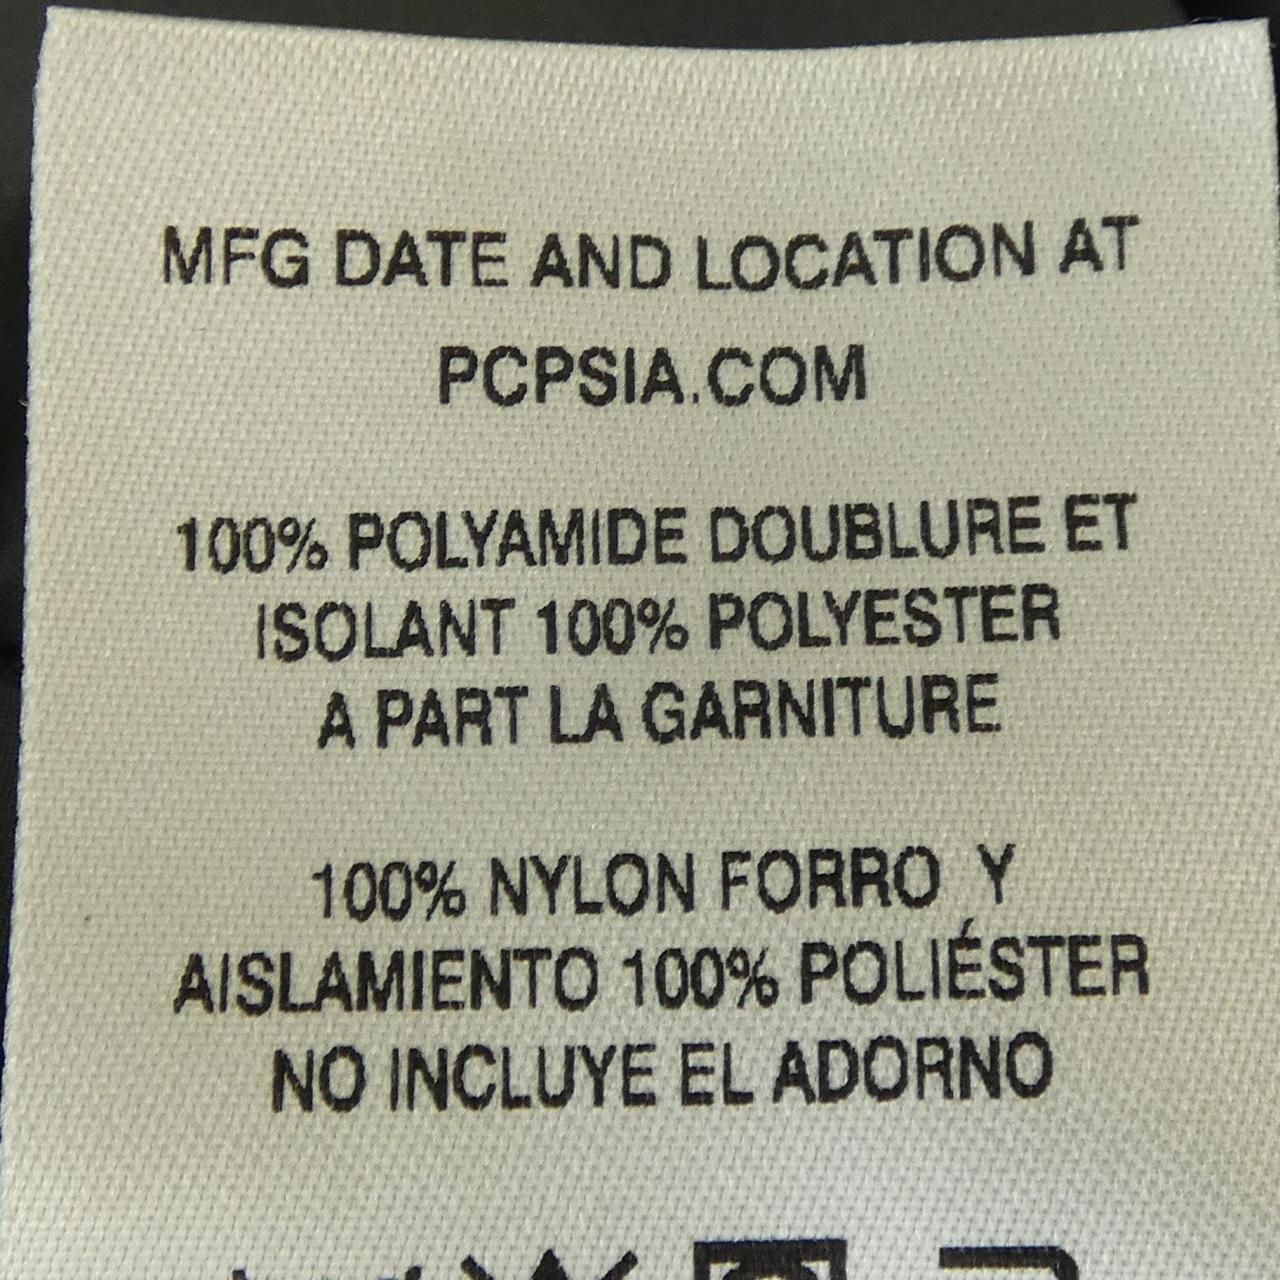 MFG DATE AND LOCATION AT
PCPSIA.COM
100% POLYAMIDE DOUBLURE ET
ISOLANT 100% POLYESTER
A PART LA GARNITURE
100% NYLON FORRO Y
AISLAMIENTO 100% POLIÉSTER
NO INCLUYE EL ADORNO